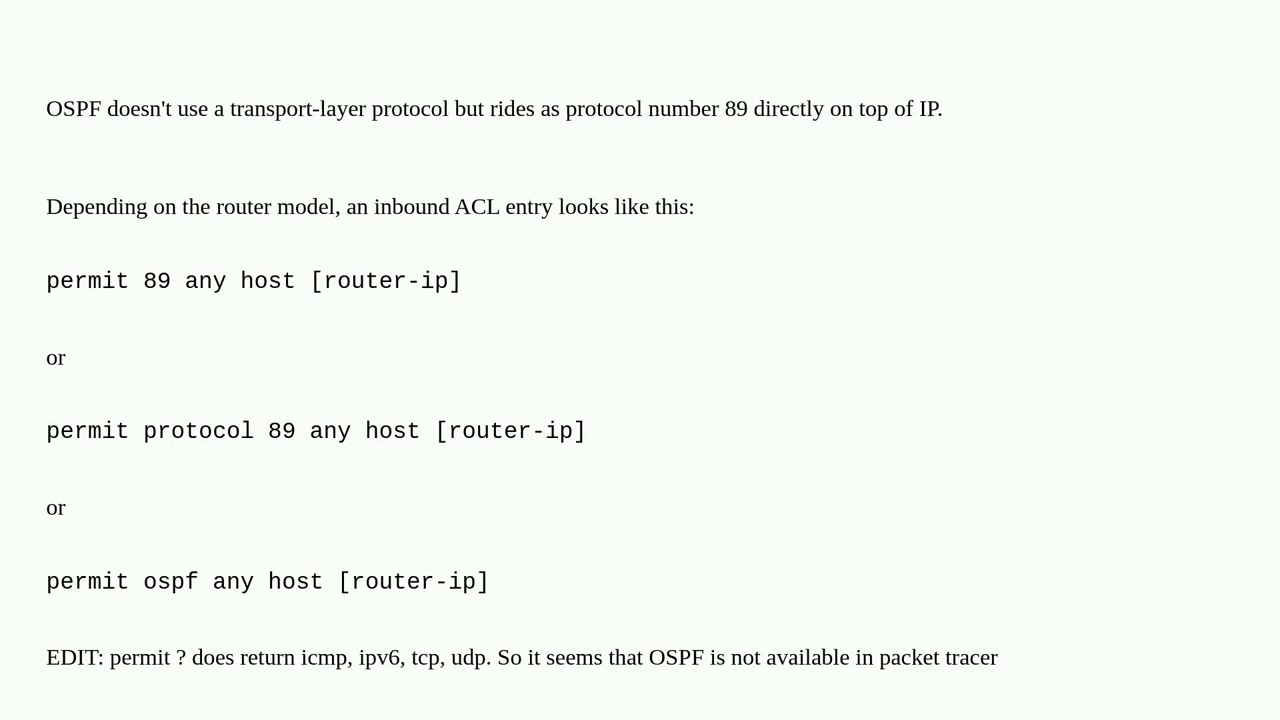 OSPF doesn't use a transport-layer protocol but rides as protocol number 89 directly on top of IP.
Depending on the router model, an inbound ACL entry looks like this:
permit 89 any host [router-ip]
or
permit protocol 89 any host [router-ip]
or
permit ospf any host [router-ip]
EDIT: permit ? does return icmp, ipv6, tcp, udp. So it seems that OSPF is not available in packet tracer